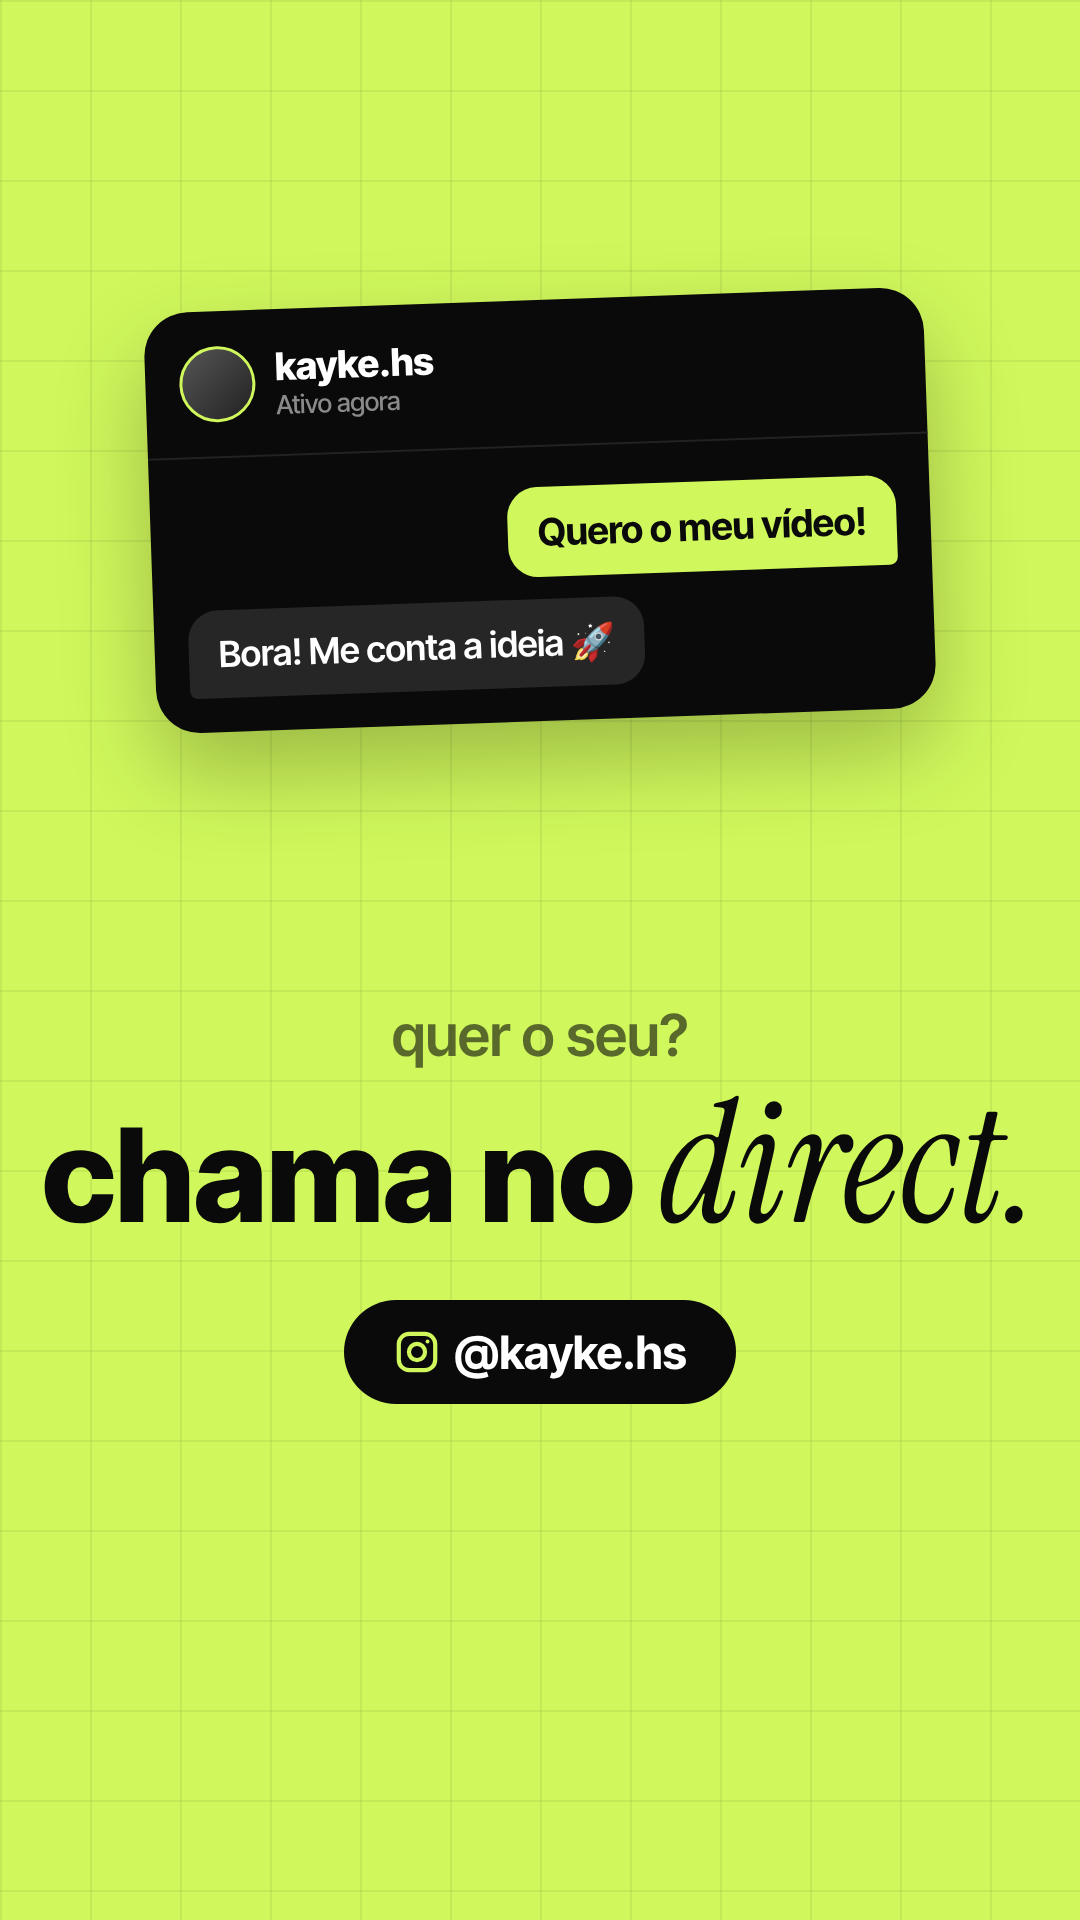 kayke.hs
Ativo agora
Quero o meu vídeo!
Bora! Me conta a ideia 🚀
quer o seu?
chama no direct.
@kayke.hs